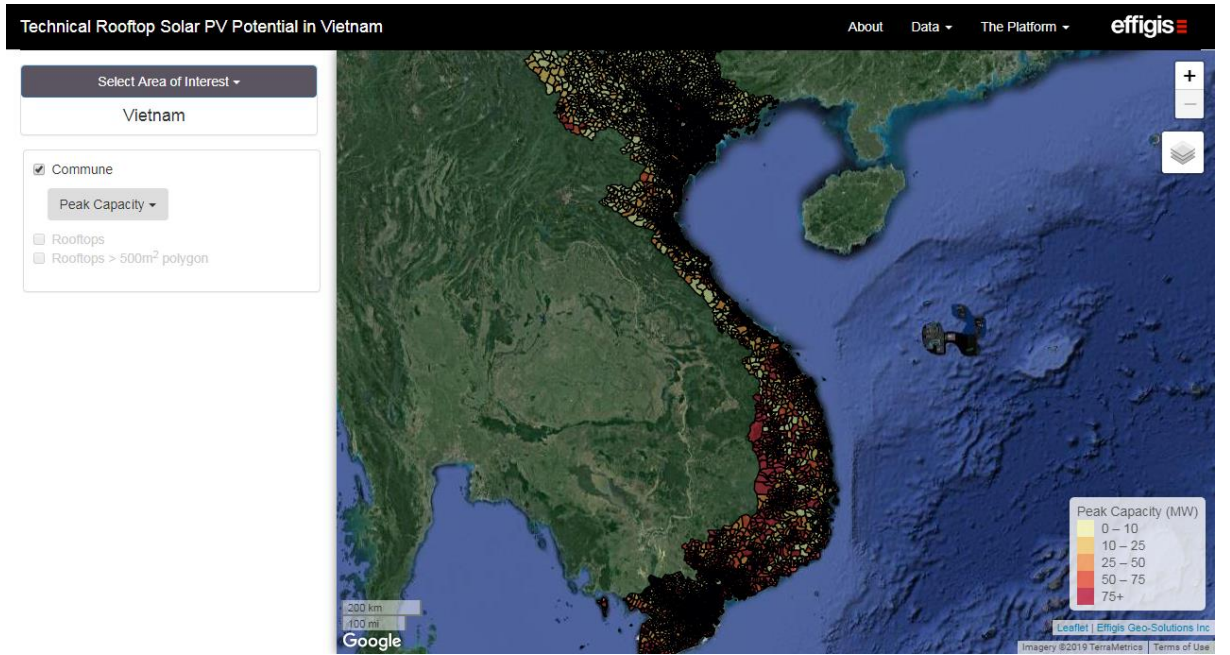 Technical Rooftop Solar PV Potential in Vietnam
About
Data
The Platform
effigis
Select Area of Interest
Vietnam
Commune
Peak Capacity
Rooftops
Rooftops > 500m² polygon
+
−
Peak Capacity (MW)
0 – 10
10 – 25
25 – 50
50 – 75
75+
200 km
100 mi
Google
Leaflet | Effigis Geo-Solutions Inc
Imagery ©2019 TerraMetrics
Terms of Use